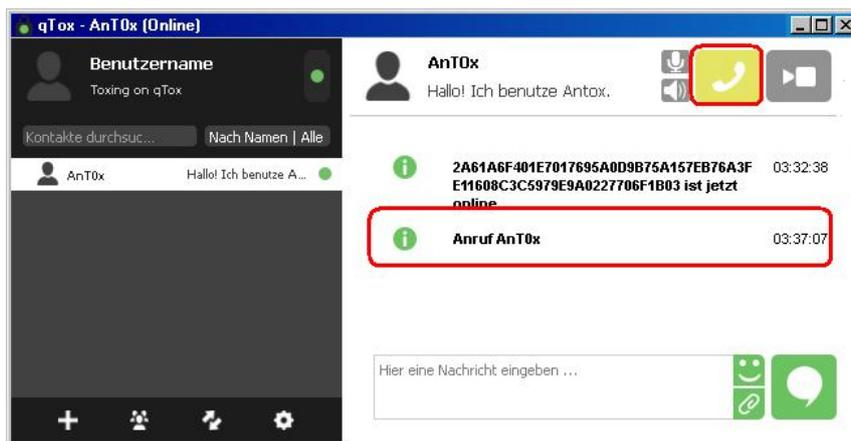 qTox - AnT0x (Online)
Benutzername
Toxing on qTox
Kontakte durchsuc...
Nach Namen | Alle
AnT0x
Hallo! Ich benutze A...
AnT0x
Hallo! Ich benutze Antox.
2A61A6F401E7017695A0D9B75A157EB76A3F
E11608C3C5979E9A0227706F1B03 ist jetzt
online
03:32:38
Anruf AnT0x
03:37:07
Hier eine Nachricht eingeben ...